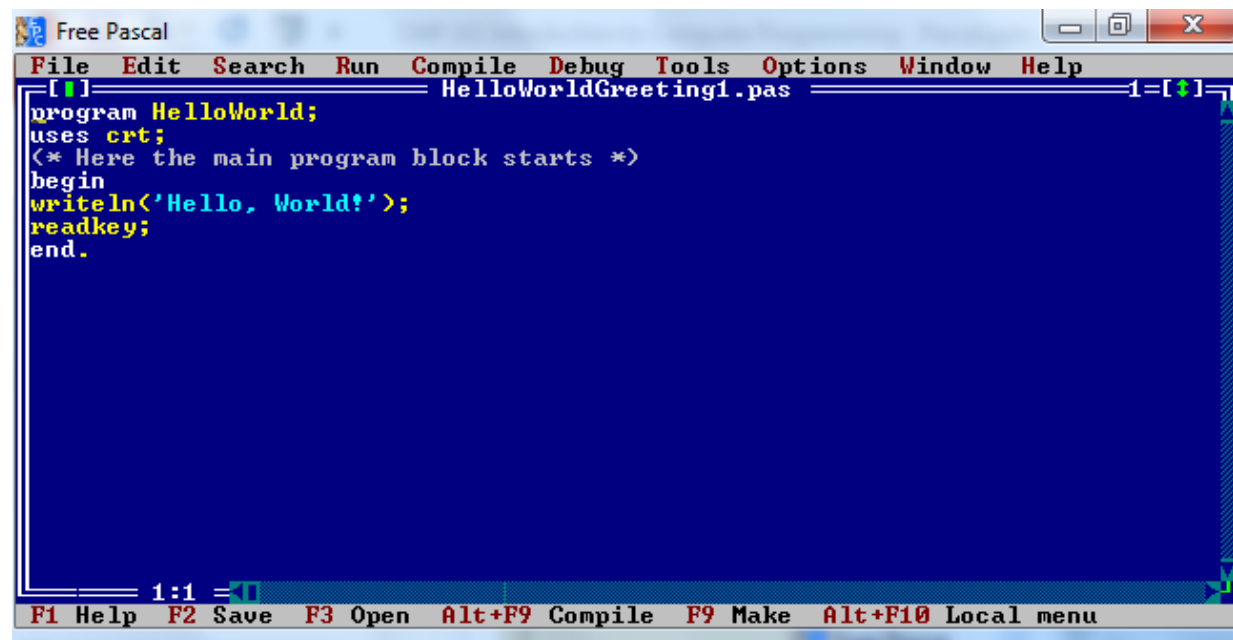 Free Pascal
File Edit Search Run Compile Debug Tools Options Window Help
HelloWorldGreeting1.pas 1=[↕]
program HelloWorld;
uses crt;
(* Here the main program block starts *)
begin
writeln('Hello, World!');
readkey;
end.
1:1
F1 Help F2 Save F3 Open Alt+F9 Compile F9 Make Alt+F10 Local menu